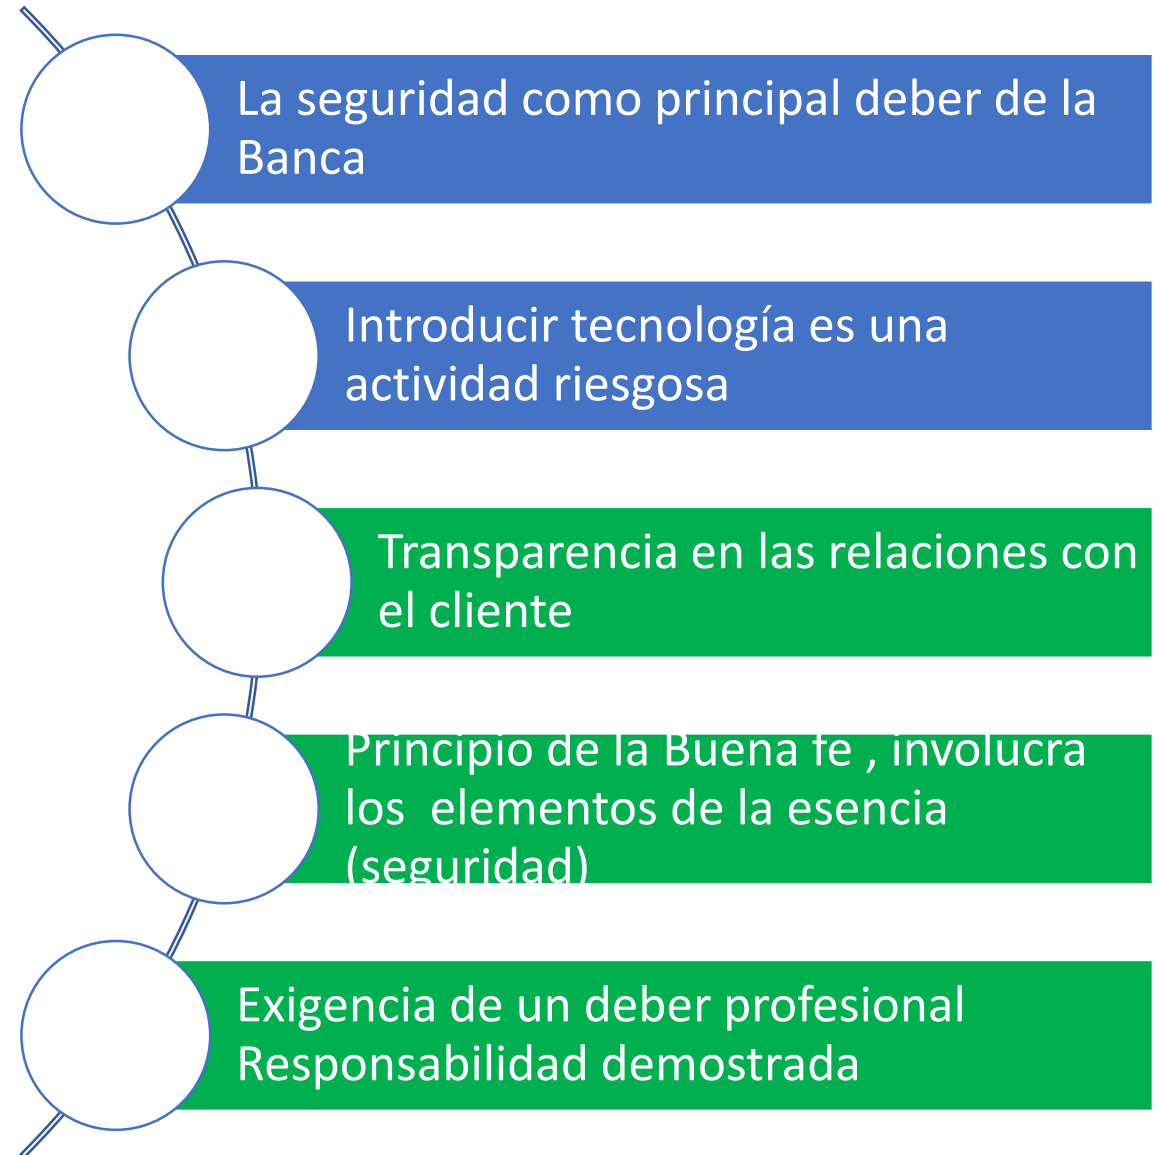 La seguridad como principal deber de la
Banca
Introducir tecnología es una
actividad riesgosa
Transparencia en las relaciones con
el cliente
Principio de la Buena fe , involucra
los  elementos de la esencia
(seguridad)
Exigencia de un deber profesional
Responsabilidad demostrada